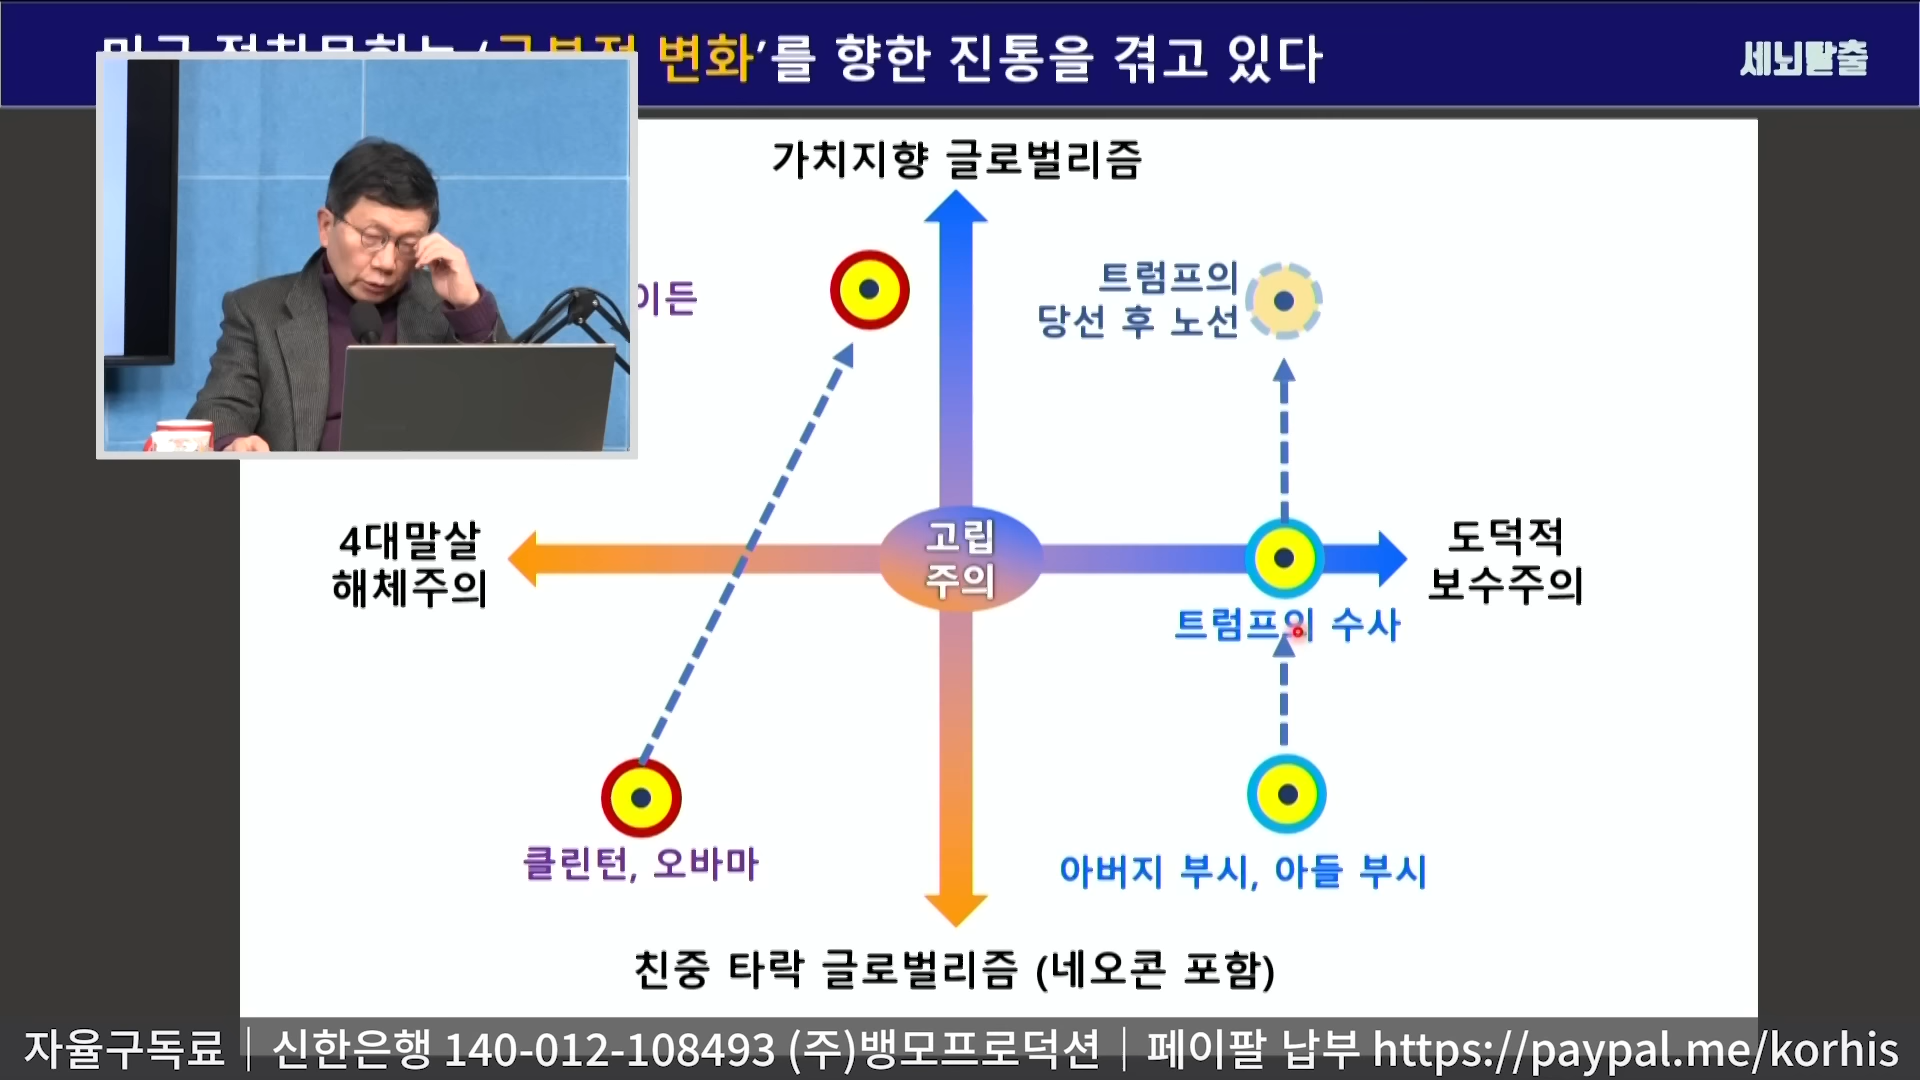 변화’를 향한 진통을 겪고 있다
세뇌탈출
가치지향 글로벌리즘
이든
트럼프의
당선 후 노선
4대말살
해체주의
고립
주의
도덕적
보수주의
트럼프의 수사
클린턴, 오바마
아버지 부시, 아들 부시
친중 타락 글로벌리즘 (네오콘 포함)
자율구독료｜신한은행 140-012-108493 (주)뱅모프로덕션｜페이팔 납부 https://paypal.me/korhis